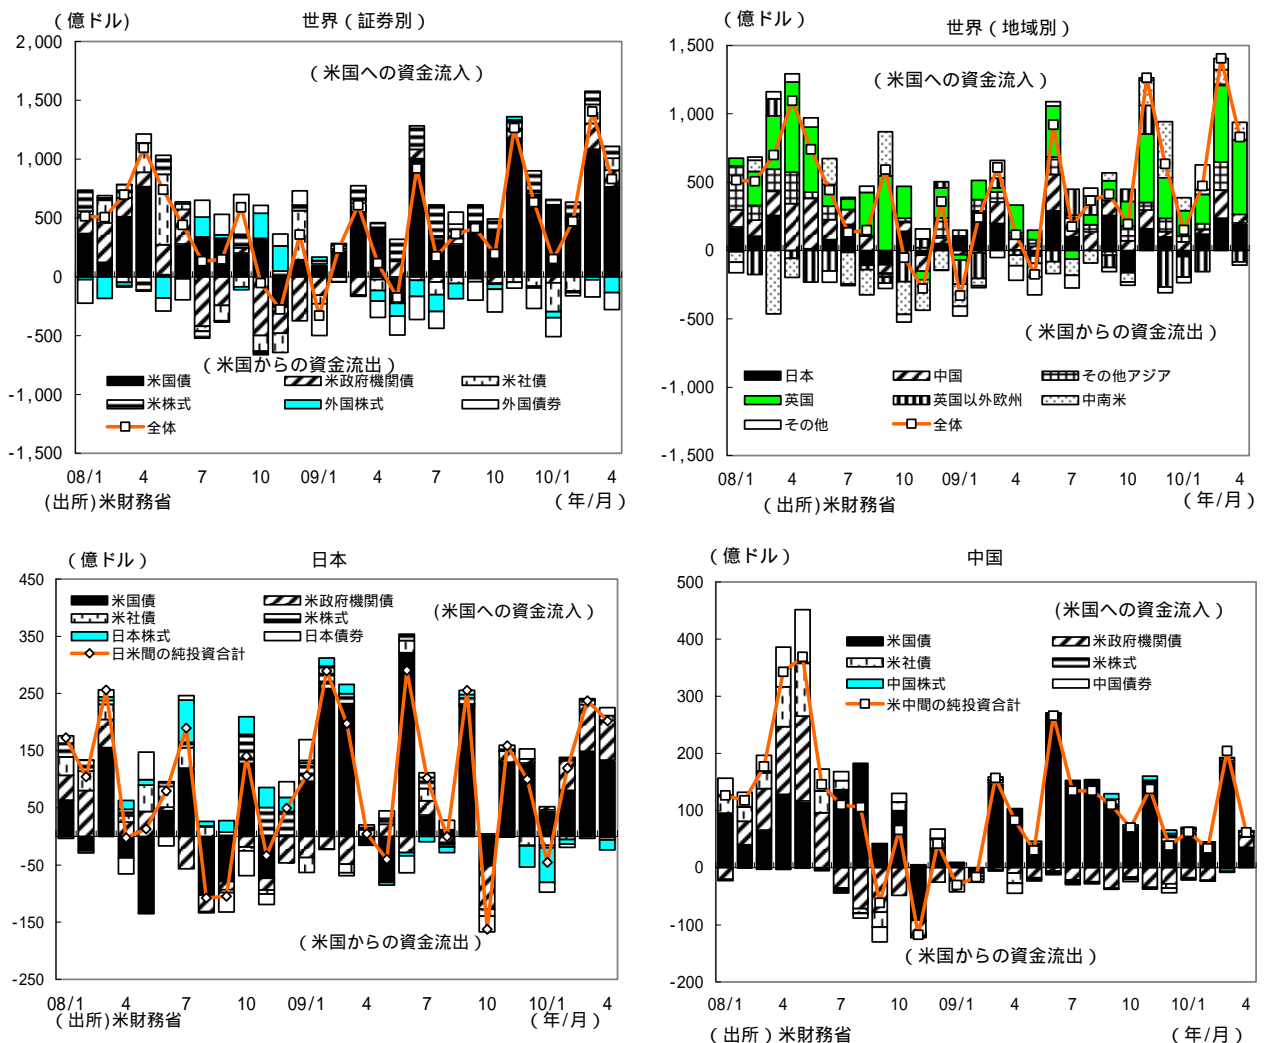 （億ドル)
世界（証券別）
2,000
1,500
1,000
500
0
-500
-1,000
-1,500
（米国への資金流入）
（米国からの資金流出）
米国債
米政府機関債
米社債
米株式
外国株式
外国債券
全体
08/1
4
7
10
09/1
4
7
10
10/1
4
(出所)米財務省
（年/月）
（億ドル）
世界（地域別）
1,500
1,000
500
0
-500
-1,000
-1,500
（米国への資金流入）
（米国からの資金流出）
日本
中国
その他アジア
英国
英国以外欧州
中南米
その他
全体
08/1
4
7
10
09/1
4
7
10
10/1
4
（出所)米財務省
（年/月）
（億ドル）
日本
450
350
250
150
50
-50
-150
-250
米国債
米政府機関債
米社債
米株式
日本株式
日本債券
日米間の純投資合計
（米国への資金流入）
（米国からの資金流出）
08/1
4
7
10
09/1
4
7
10
10/1
4
（出所)米財務省
（年/月）
（億ドル）
中国
500
400
300
200
100
0
-100
-200
(米国への資金流入）
米国債
米政府機関債
米社債
米株式
中国株式
中国債券
米中間の純投資合計
（米国からの資金流出）
08/1
4
7
10
09/1
4
7
10
10/1
4
（出所）米財務省
（年/月）